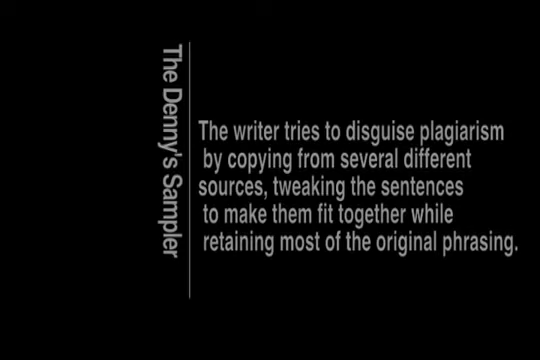 The Denny's Sampler
The writer tries to disguise plagiarism
by copying from several different
sources, tweaking the sentences
to make them fit together while
retaining most of the original phrasing.